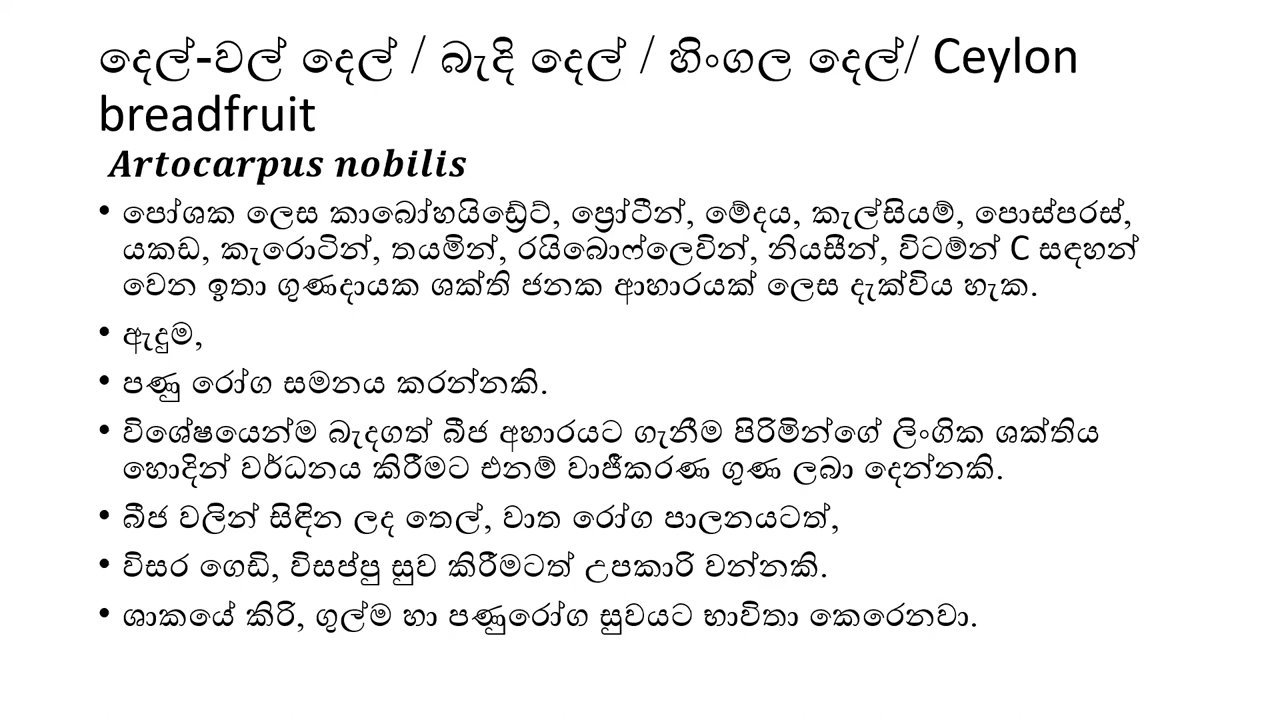 දෙල්-වල් දෙල් / බැදි දෙල් / හිංගල දෙල්/ Ceylon
breadfruit
Artocarpus nobilis
• පෝශක ලෙස කාබෝහයිඩ්‍රේට්, ප්‍රෝටීන්, මේදය, කැල්සියම්, පොස්පරස්,
යකඩ, කැරොටින්, තයමින්, රයිබොෆ්ලෙවින්, නියසීන්, විටමින් C සඳහන්
වෙන ඉතා ගුණදායක ශක්ති ජනක ආහාරයක් ලෙස දැක්විය හැක.
• ඇදුම,
• පණු රෝග සමනය කරන්නකි.
• විශේෂයෙන්ම බැදගත් බීජ අහාරයට ගැනීම පිරිමින්ගේ ලිංගික ශක්තිය
හොදින් වර්ධනය කිරීමට එනම් වාජීකරණ ගුණ ලබා දෙන්නකි.
• බීජ වලින් සිඳින ලද තෙල්, වාත රෝග පාලනයටත්,
• විසර ගෙඩි, විසප්පු සුව කිරීමටත් උපකාරි වන්නකි.
• ශාකයේ කිරි, ගුල්ම හා පණුරෝග සුවයට භාවිතා කෙරෙනවා.